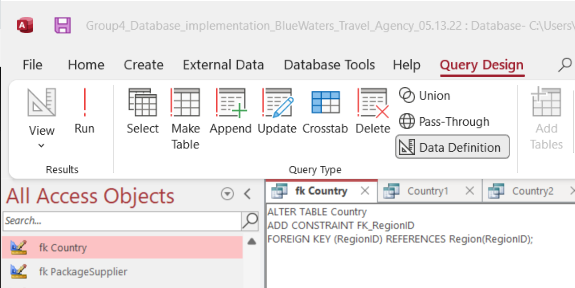 Group4_Database_implementation_BlueWaters_Travel_Agency_05.13.22 : Database- C:\Users\
File Home Create External Data Database Tools Help Query Design
View Run Select Make Table Append Update Crosstab Delete Union Pass-Through Data Definition Add Tables
Results Query Type
All Access Objects
Search...
fk Country
fk PackageSupplier
fk Country Country1 Country2
ALTER TABLE Country
ADD CONSTRAINT FK_RegionID
FOREIGN KEY (RegionID) REFERENCES Region(RegionID);